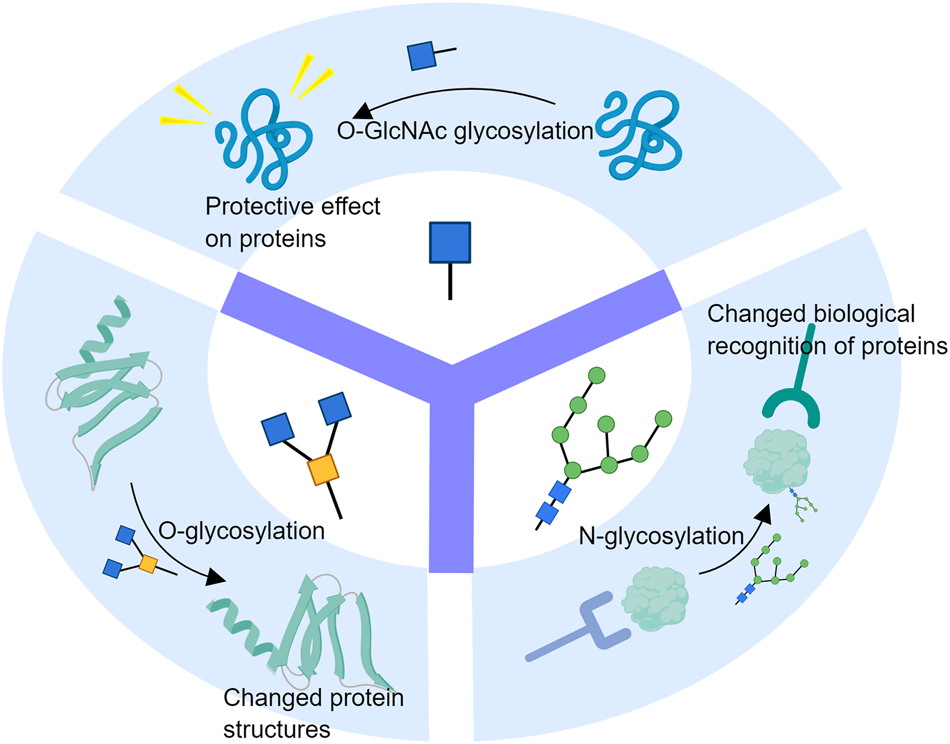 O-GlcNAc glycosylation
Protective effect
on proteins
Changed biological
recognition of proteins
O-glycosylation
N-glycosylation
Changed protein
structures